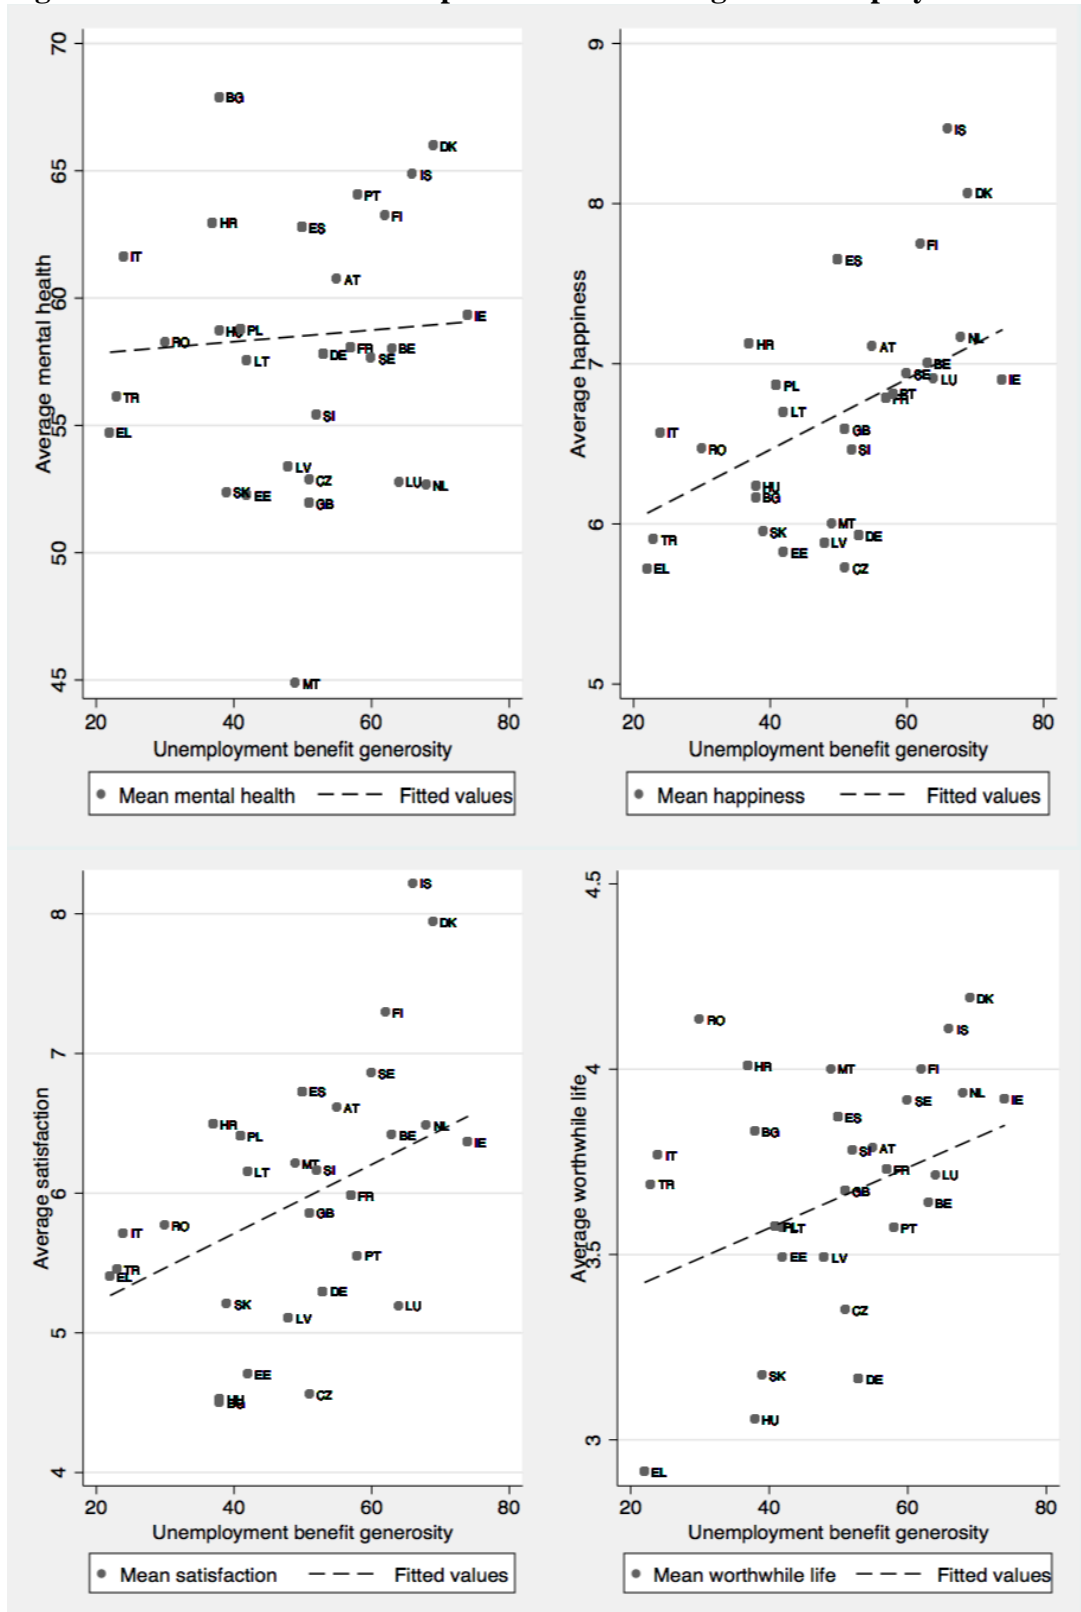 Average mental health
70
65
60
55
50
45
BG
DK
IS
PT
FI
HR
ES
IT
AT
IE
HU
PL
RO
FR
BE
DE
SE
LT
TR
SI
EL
LV
CZ
LU
NL
SK
EE
GB
MT
20 40 60 80
Unemployment benefit generosity
Mean mental health Fitted values
Average happiness
9
8
7
6
5
IS
DK
FI
ES
NL
HR
AT
BE
SE
LU
IE
PL
PT
FR
LT
GB
IT
RO
SI
HU
BG
MT
SK
DE
TR
LV
EE
EL
CZ
20 40 60 80
Unemployment benefit generosity
Mean happiness Fitted values
Average satisfaction
8
7
6
5
4
IS
DK
FI
SE
ES
AT
HR
NL
PL
BE
IE
MT
LT
SI
FR
GB
RO
IT
PT
TR
EL
DE
SK
LU
LV
EE
CZ
HU
BG
20 40 60 80
Unemployment benefit generosity
Mean satisfaction Fitted values
Average worthwhile life
4.5
4
3.5
3
DK
RO
IS
HR
MT
FI
NL
SE
IE
ES
BG
SI
AT
IT
FR
LU
TR
GB
BE
PL
LT
PT
EE
LV
CZ
SK
DE
HU
EL
20 40 60 80
Unemployment benefit generosity
Mean worthwhile life Fitted values